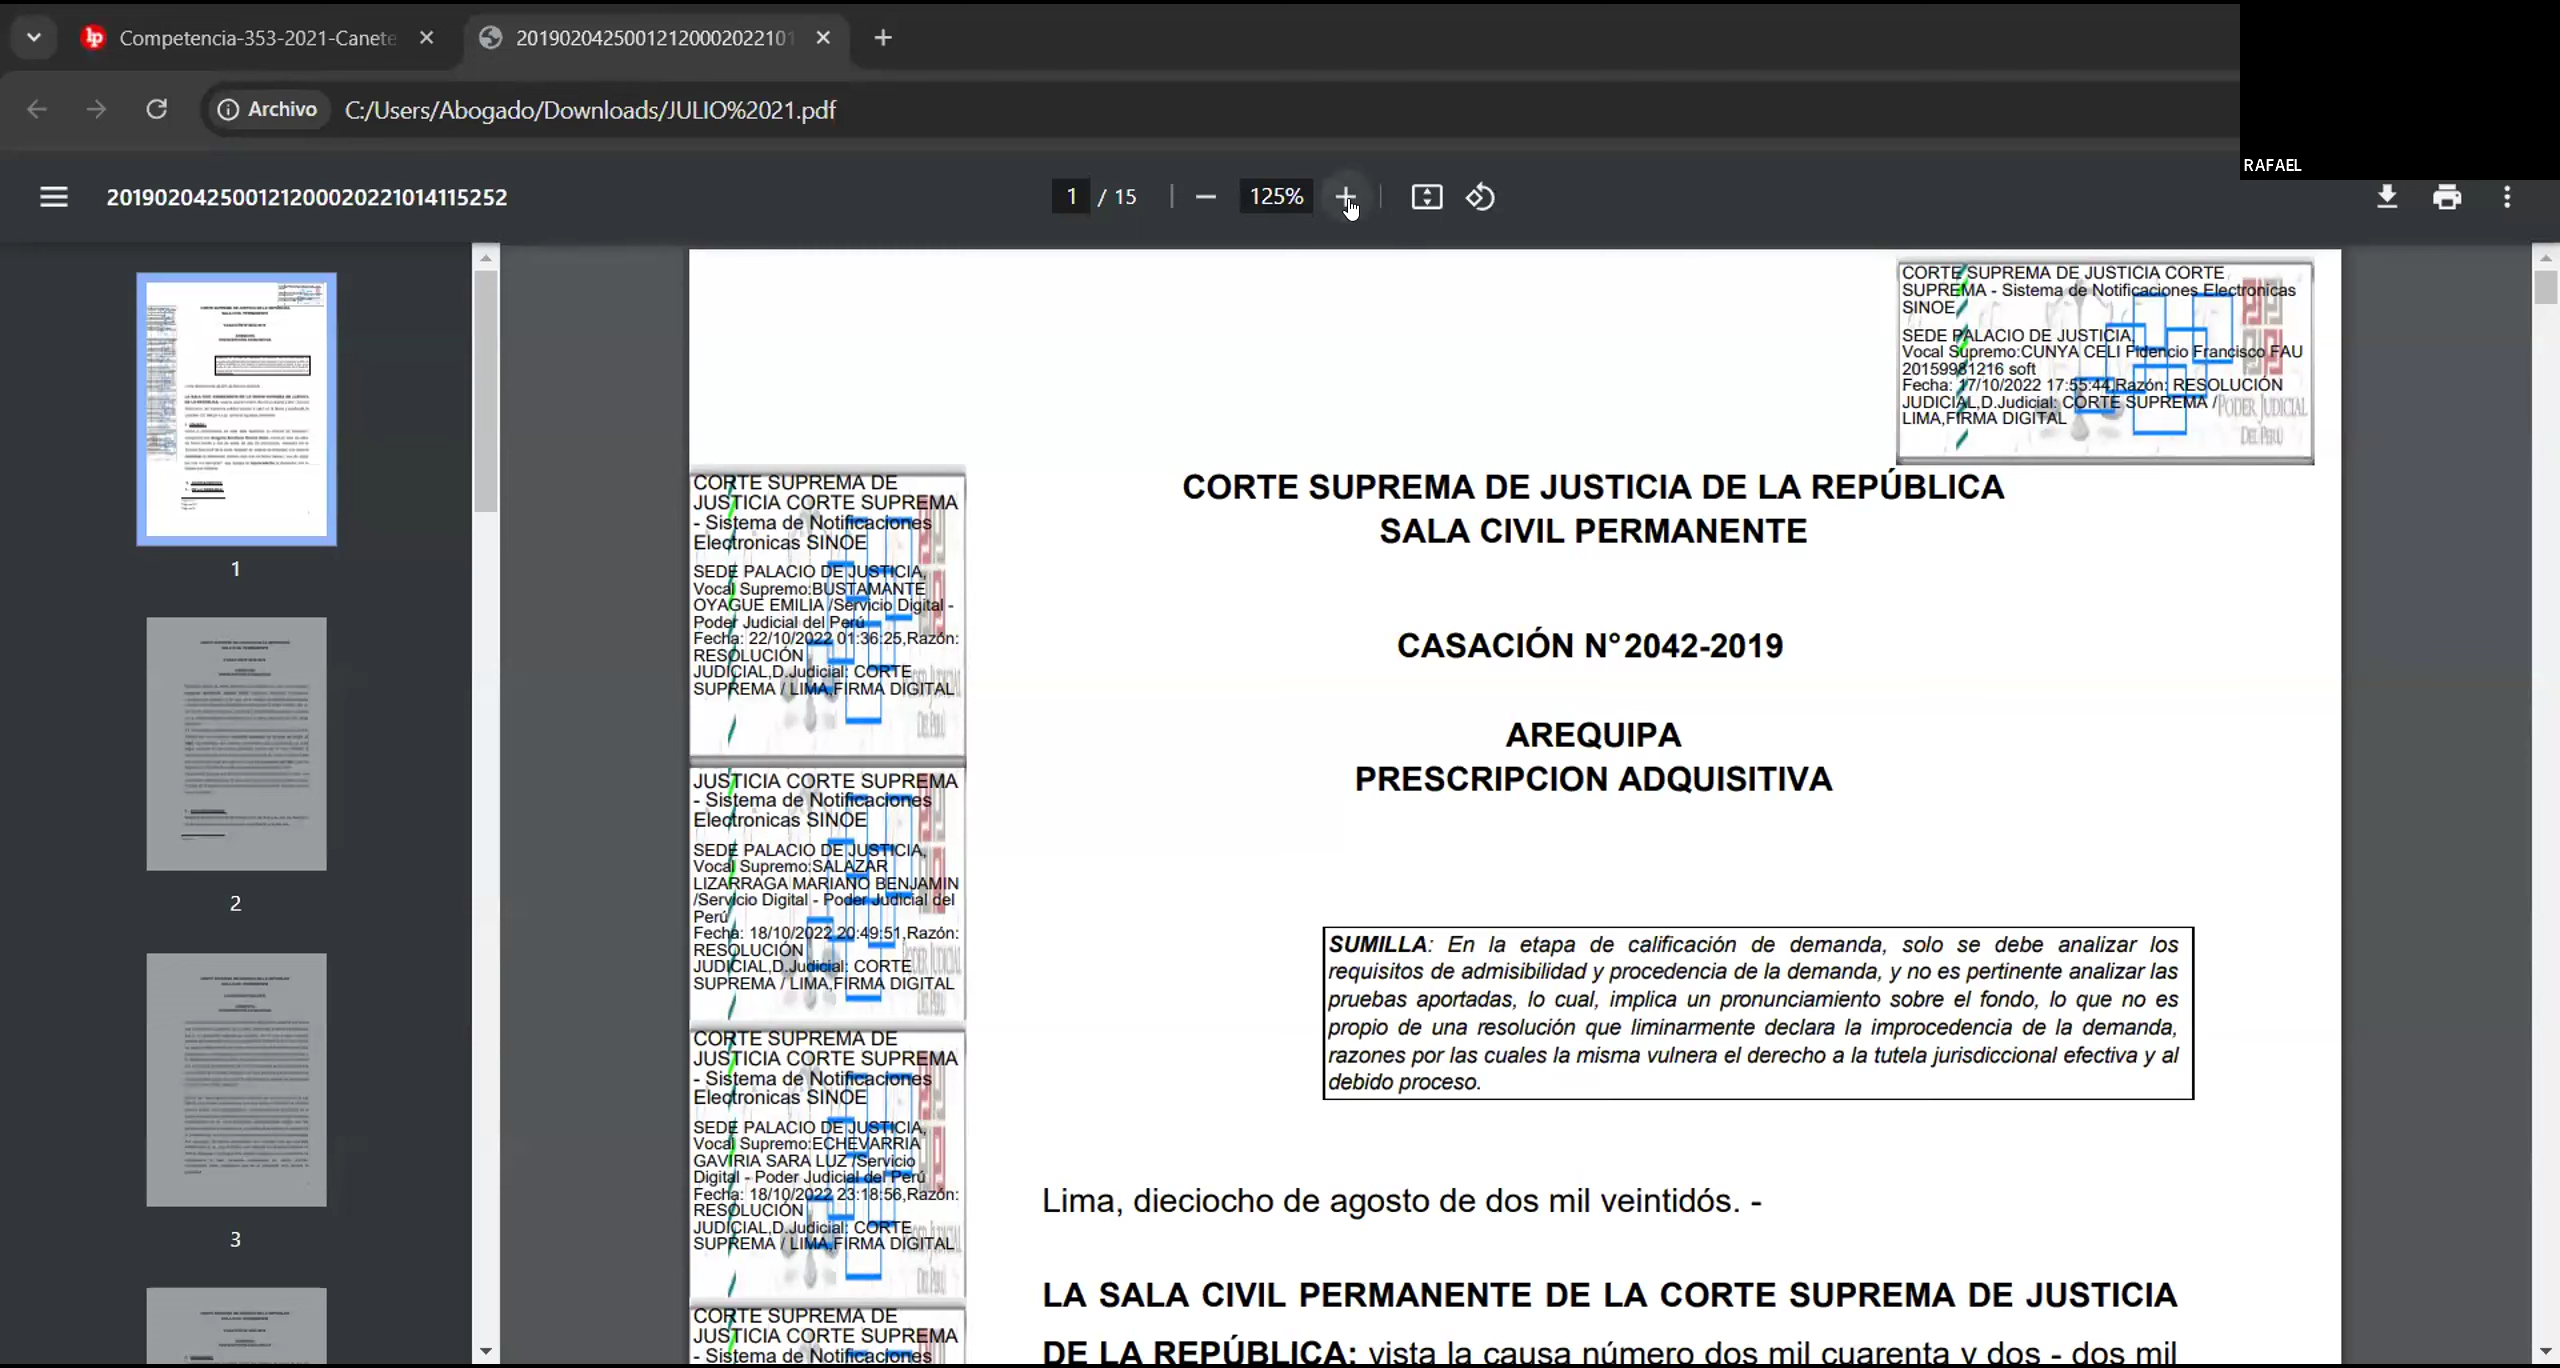 Competencia-353-2021-Canete
20190204250012120002022101
Archivo
C:/Users/Abogado/Downloads/JULIO%2021.pdf
RAFAEL
201902042500121200020221014115252
1 / 15
125%
1
2
3
CORTE SUPREMA DE JUSTICIA CORTE
SUPREMA - Sistema de Notificaciones Electronicas
SINOE
SEDE PALACIO DE JUSTICIA,
Vocal Supremo:CUNYA CELI Fidencio Francisco FAU
20159981216 soft
Fecha: 17/10/2022 17:55:44,Razón: RESOLUCIÓN
JUDICIAL,D.Judicial: CORTE SUPREMA /
LIMA,FIRMA DIGITAL
PODER JUDICIAL
DEL PERÚ
CORTE SUPREMA DE JUSTICIA DE LA REPÚBLICA
SALA CIVIL PERMANENTE
CASACIÓN N° 2042-2019
AREQUIPA
PRESCRIPCION ADQUISITIVA
CORTE SUPREMA DE
JUSTICIA CORTE SUPREMA
- Sistema de Notificaciones
Electronicas SINOE
SEDE PALACIO DE JUSTICIA,
Vocal Supremo:BUSTAMANTE
OYAGUE EMILIA /Servicio Digital -
Poder Judicial del Perú
Fecha: 22/10/2022 01:36:25,Razón:
RESOLUCIÓN
JUDICIAL,D.Judicial: CORTE
SUPREMA / LIMA,FIRMA DIGITAL
JUSTICIA CORTE SUPREMA
- Sistema de Notificaciones
Electronicas SINOE
SEDE PALACIO DE JUSTICIA,
Vocal Supremo:SALAZAR
LIZARRAGA MARIANO BENJAMIN
/Servicio Digital - Poder Judicial del
Perú
Fecha: 18/10/2022 20:49:51,Razón:
RESOLUCIÓN
JUDICIAL,D.Judicial: CORTE
SUPREMA / LIMA,FIRMA DIGITAL
CORTE SUPREMA DE
JUSTICIA CORTE SUPREMA
- Sistema de Notificaciones
Electronicas SINOE
SEDE PALACIO DE JUSTICIA,
Vocal Supremo:ECHEVARRIA
GAVIRIA SARA LUZ /Servicio
Digital - Poder Judicial del Perú
Fecha: 18/10/2022 23:18:56,Razón:
RESOLUCIÓN
JUDICIAL,D.Judicial: CORTE
SUPREMA / LIMA,FIRMA DIGITAL
CORTE SUPREMA DE
JUSTICIA CORTE SUPREMA
- Sistema de Notificaciones
SUMILLA: En la etapa de calificación de demanda, solo se debe analizar los
requisitos de admisibilidad y procedencia de la demanda, y no es pertinente analizar las
pruebas aportadas, lo cual, implica un pronunciamiento sobre el fondo, lo que no es
propio de una resolución que liminarmente declara la improcedencia de la demanda,
razones por las cuales la misma vulnera el derecho a la tutela jurisdiccional efectiva y al
debido proceso.
Lima, dieciocho de agosto de dos mil veintidós. -
LA SALA CIVIL PERMANENTE DE LA CORTE SUPREMA DE JUSTICIA
DE LA REPÚBLICA: vista la causa número dos mil cuarenta y dos - dos mil